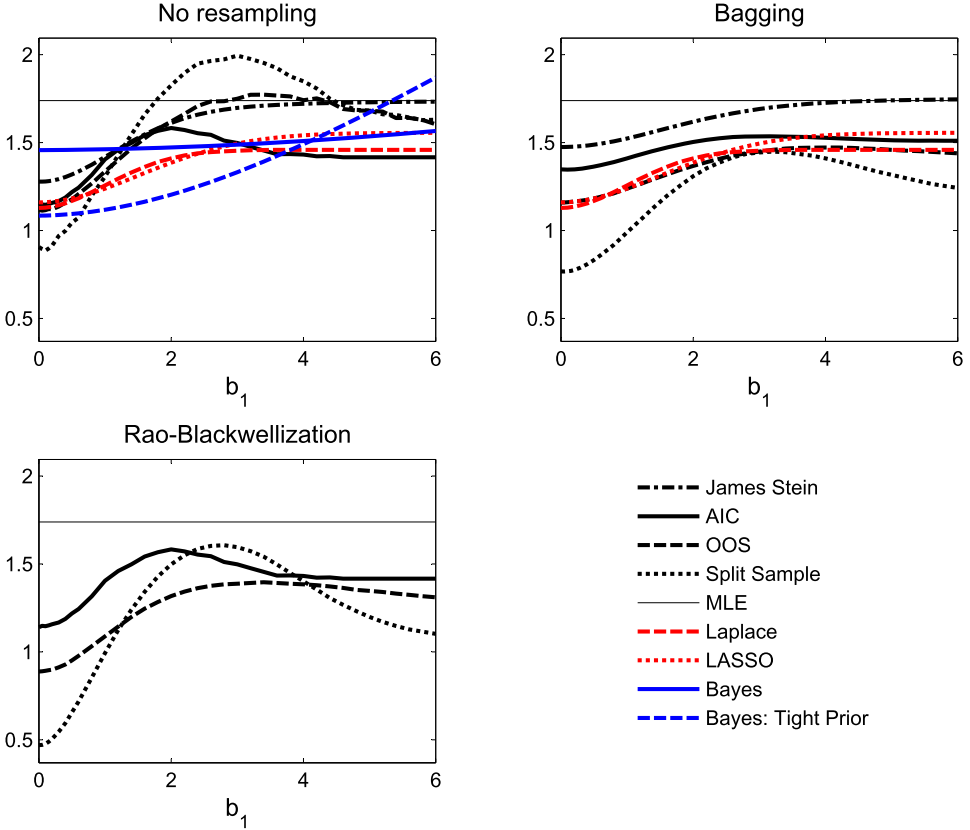 No resampling
2
1.5
1
0.5
0 2 4 6
b1
Bagging
2
1.5
1
0.5
0 2 4 6
b1
Rao-Blackwellization
2
1.5
1
0.5
0 2 4 6
b1
James Stein
AIC
OOS
Split Sample
MLE
Laplace
LASSO
Bayes
Bayes: Tight Prior